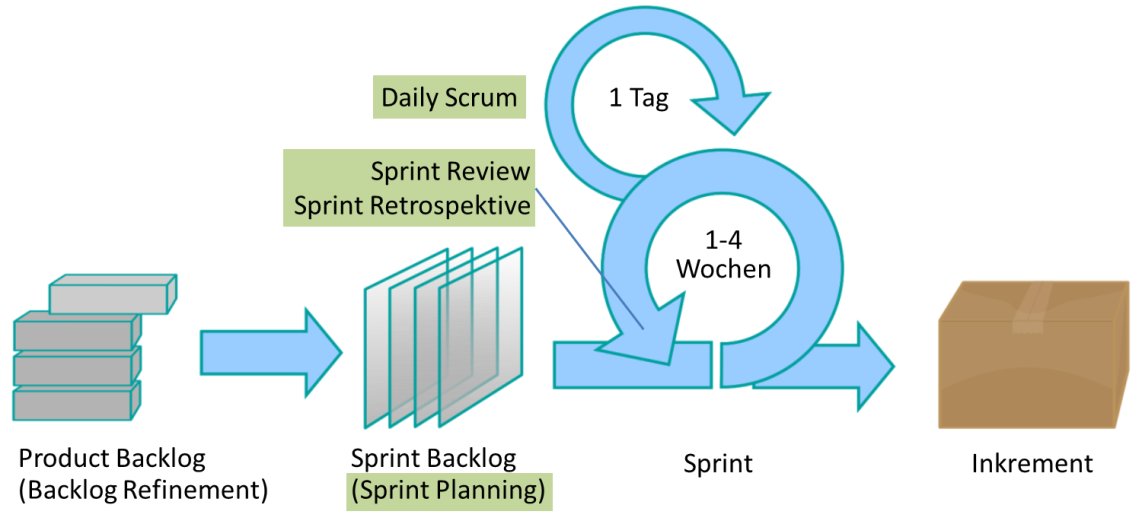 Daily Scrum
1 Tag
Sprint Review
Sprint Retrospektive
1-4
Wochen
Product Backlog
(Backlog Refinement)
Sprint Backlog
(Sprint Planning)
Sprint
Inkrement